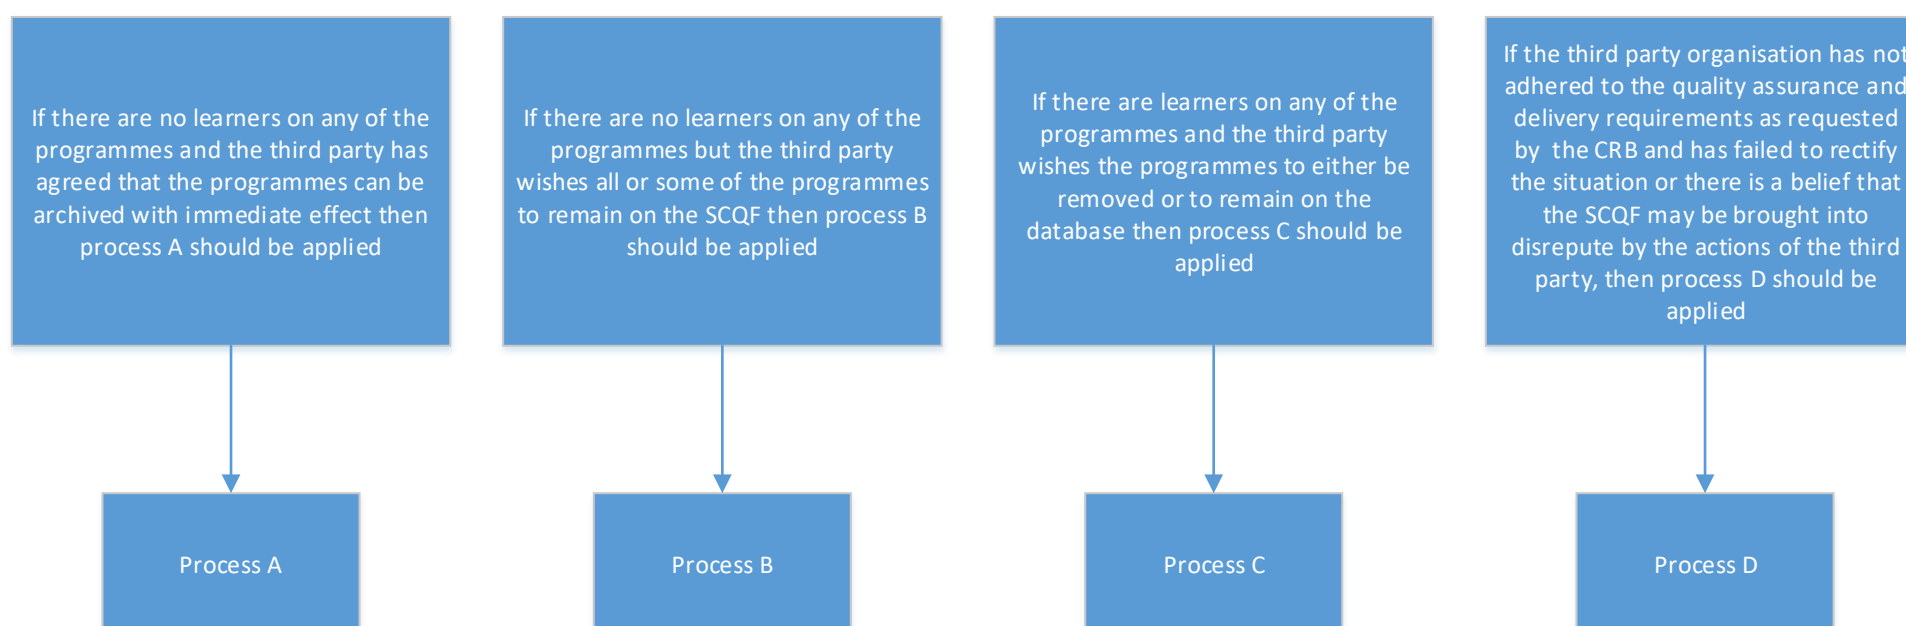 If there are no learners on any of the
programmes and the third party has
agreed that the programmes can be
archived with immediate effect then
process A should be applied
If there are no learners on any of the
programmes but the third party
wishes all or some of the programmes
to remain on the SCQF then process B
should be applied
If there are learners on any of the
programmes and the third party
wishes the programmes to either be
removed or to remain on the
database then process C should be
applied
If the third party organisation has not
adhered to the quality assurance and
delivery requirements as requested
by the CRB and has failed to rectify
the situation or there is a belief that
the SCQF may be brought into
disrepute by the actions of the third
party, then process D should be
applied
Process A
Process B
Process C
Process D